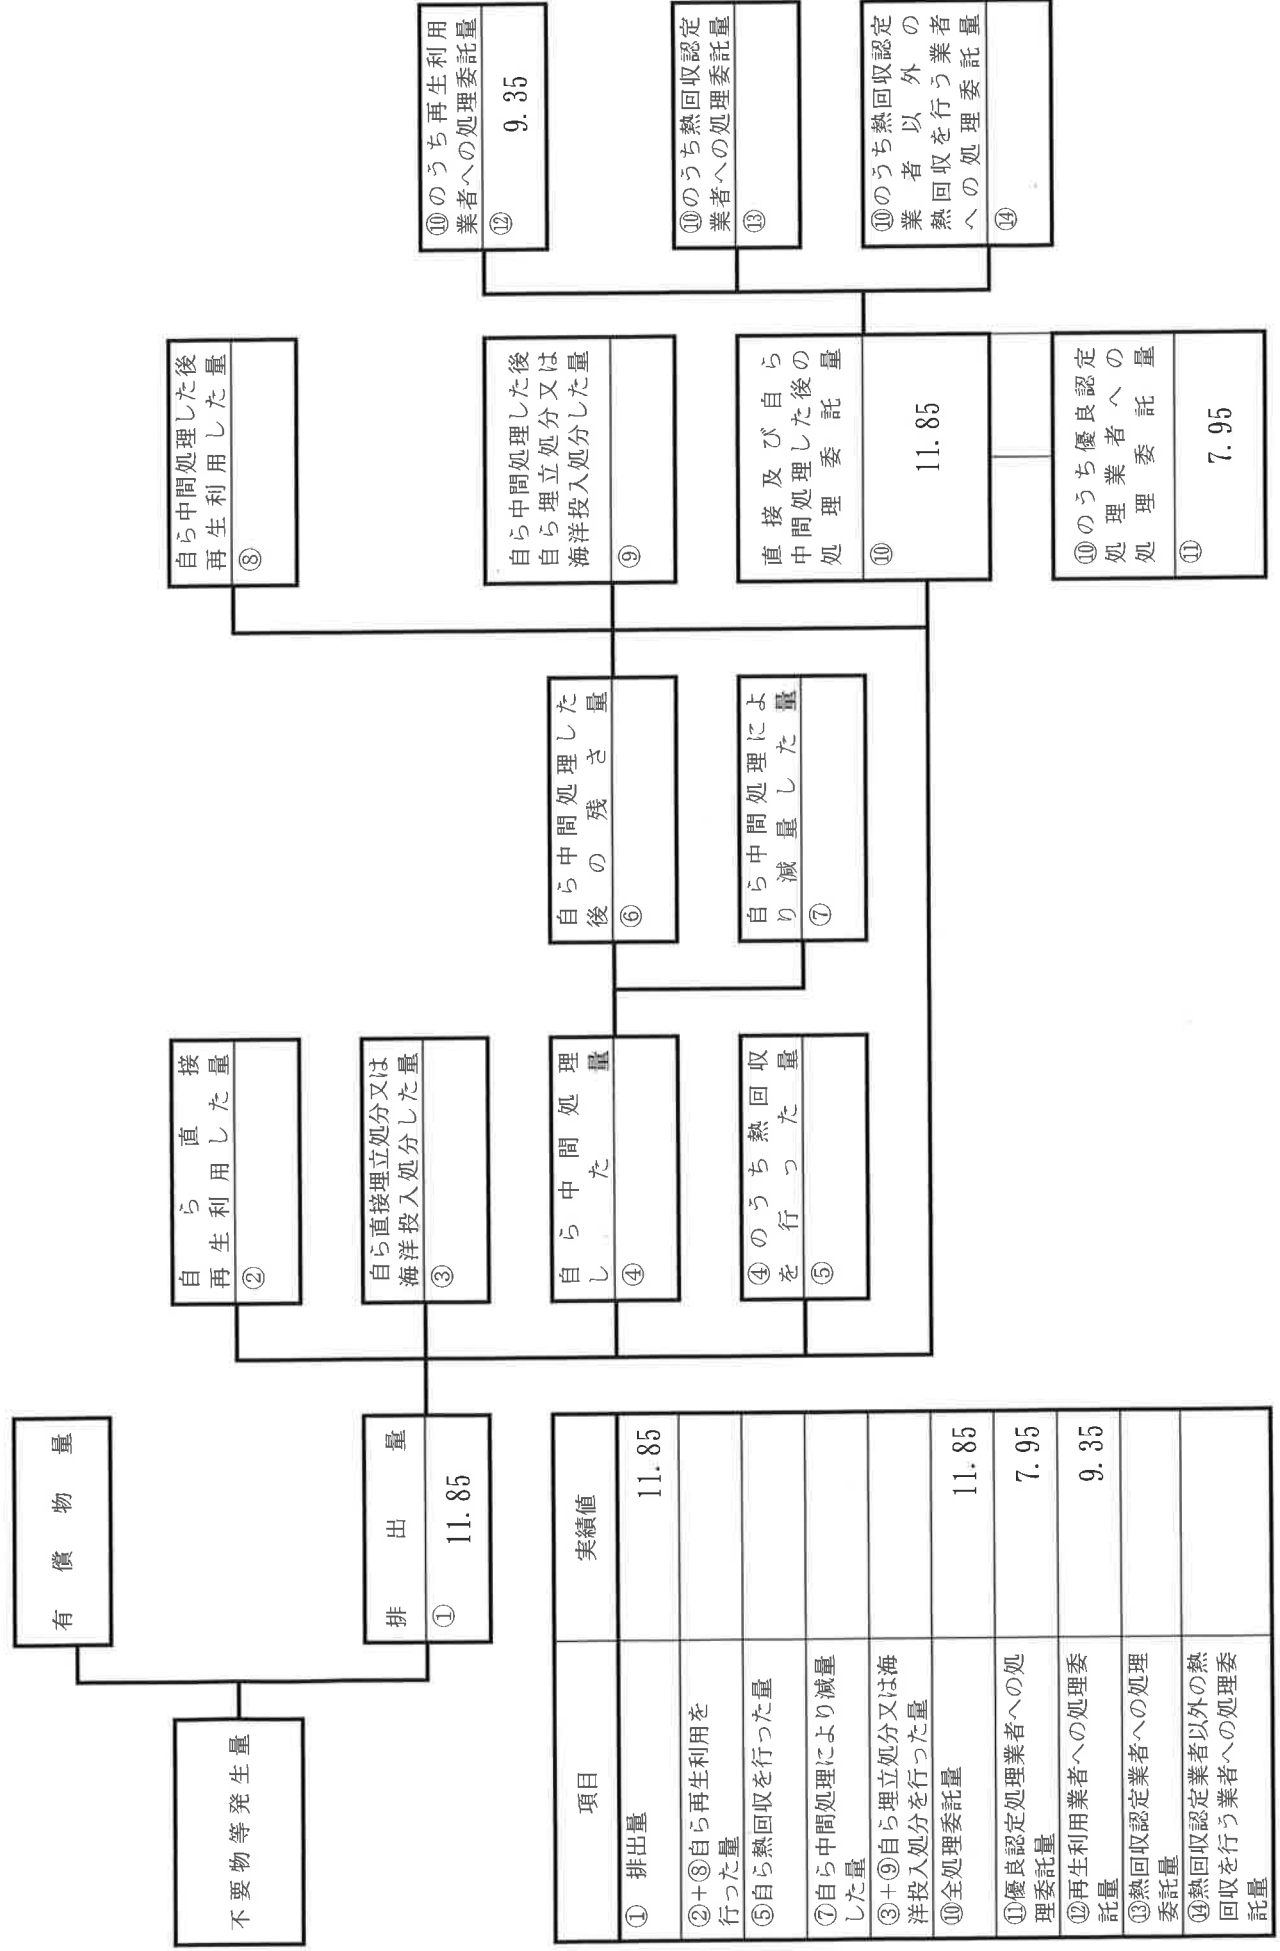 不要物等発生量
有償物量
排出量
①
11.85
自ら直接
再生利用した量
②
自ら直接埋立処分又は
海洋投入処分した量
③
自ら中間処理
した量
④
④のうち熱回収
を行った量
⑤
自ら中間処理した
後の残さ量
⑥
自ら中間処理によ
り減量した量
⑦
自ら中間処理した後
再生利用した量
⑧
自ら中間処理した後
自ら埋立処分又は
海洋投入処分した量
⑨
直接及び自ら
中間処理した後の
処理委託量
⑩
11.85
⑩のうち優良認定
処理業者への
処理委託量
⑪
7.95
⑩のうち再生利用
業者への処理委託量
⑫
9.35
⑩のうち熱回収認定
業者への処理委託量
⑬
⑩のうち熱回収認定
業者以外の
熱回収を行う業者
への処理委託量
⑭
項目 実績値
① 排出量 11.85
②+⑧自ら再生利用を
行った量
⑤自ら熱回収を行った量
⑦自ら中間処理により減量
した量
③+⑨自ら埋立処分又は海
洋投入処分を行った量
⑩全処理委託量 11.85
⑪優良認定処理業者への処
理委託量 7.95
⑫再生利用業者への処理委
託量 9.35
⑬熱回収認定業者への処理
委託量
⑭熱回収認定業者以外の熱
回収を行う業者への処理委
託量